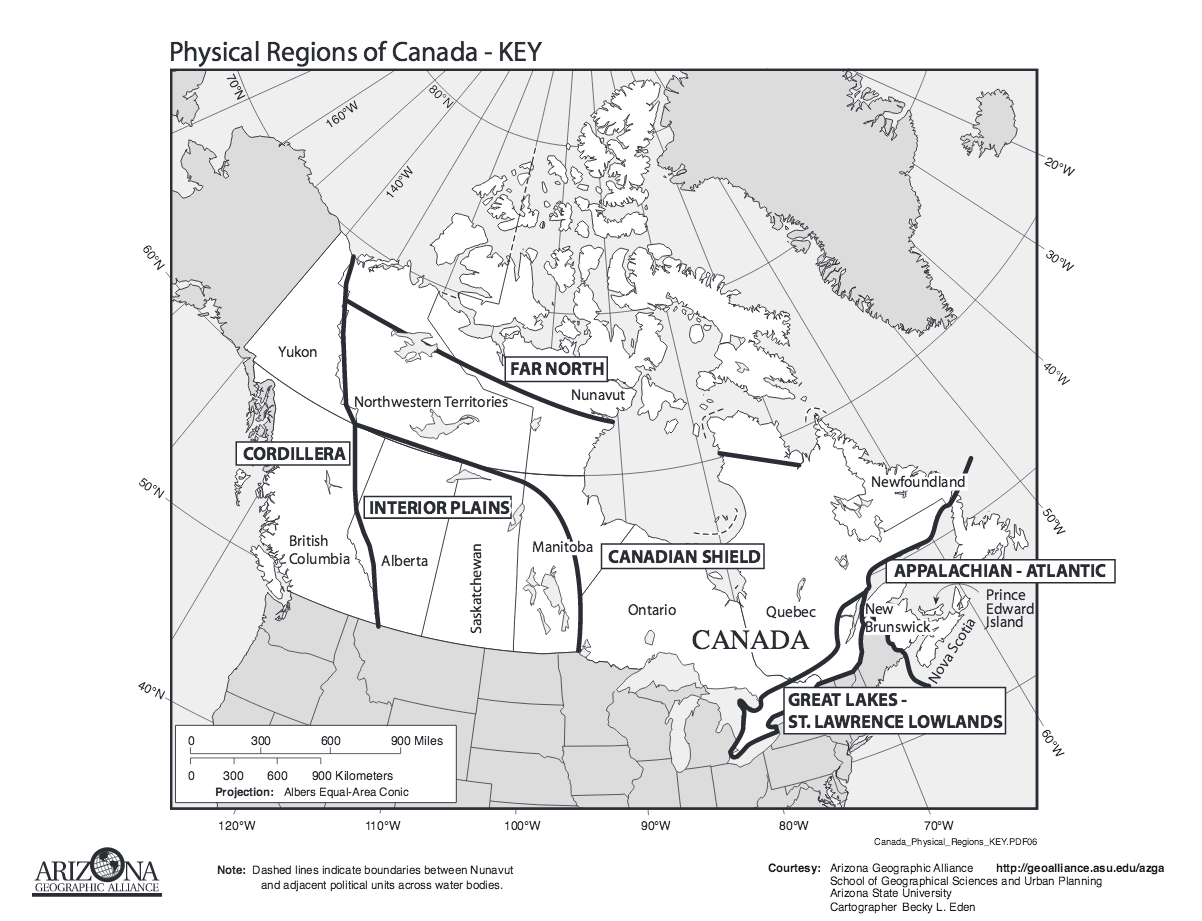 Physical Regions of Canada - KEY
70°N
160°W
80°N
140°W
20°W
30°W
60°N
40°W
Yukon
FAR NORTH
Nunavut
Northwestern Territories
CORDILLERA
50°N
Newfoundland
50°W
INTERIOR PLAINS
British
Columbia
Alberta
Saskatchewan
Manitoba
CANADIAN SHIELD
APPALACHIAN - ATLANTIC
Ontario
Quebec
CANADA
New
Brunswick
Prince
Edward
Island
Nova Scotia
40°N
GREAT LAKES -
ST. LAWRENCE LOWLANDS
60°W
0 300 600 900 Miles
0 300 600 900 Kilometers
Projection: Albers Equal-Area Conic
120°W 110°W 100°W 90°W 80°W 70°W
Canada_Physical_Regions_KEY.PDF06
ARIZONA
GEOGRAPHIC ALLIANCE
Note: Dashed lines indicate boundaries between Nunavut
and adjacent political units across water bodies.
Courtesy: Arizona Geographic Alliance http://geoalliance.asu.edu/azga
School of Geographical Sciences and Urban Planning
Arizona State University
Cartographer Becky L. Eden